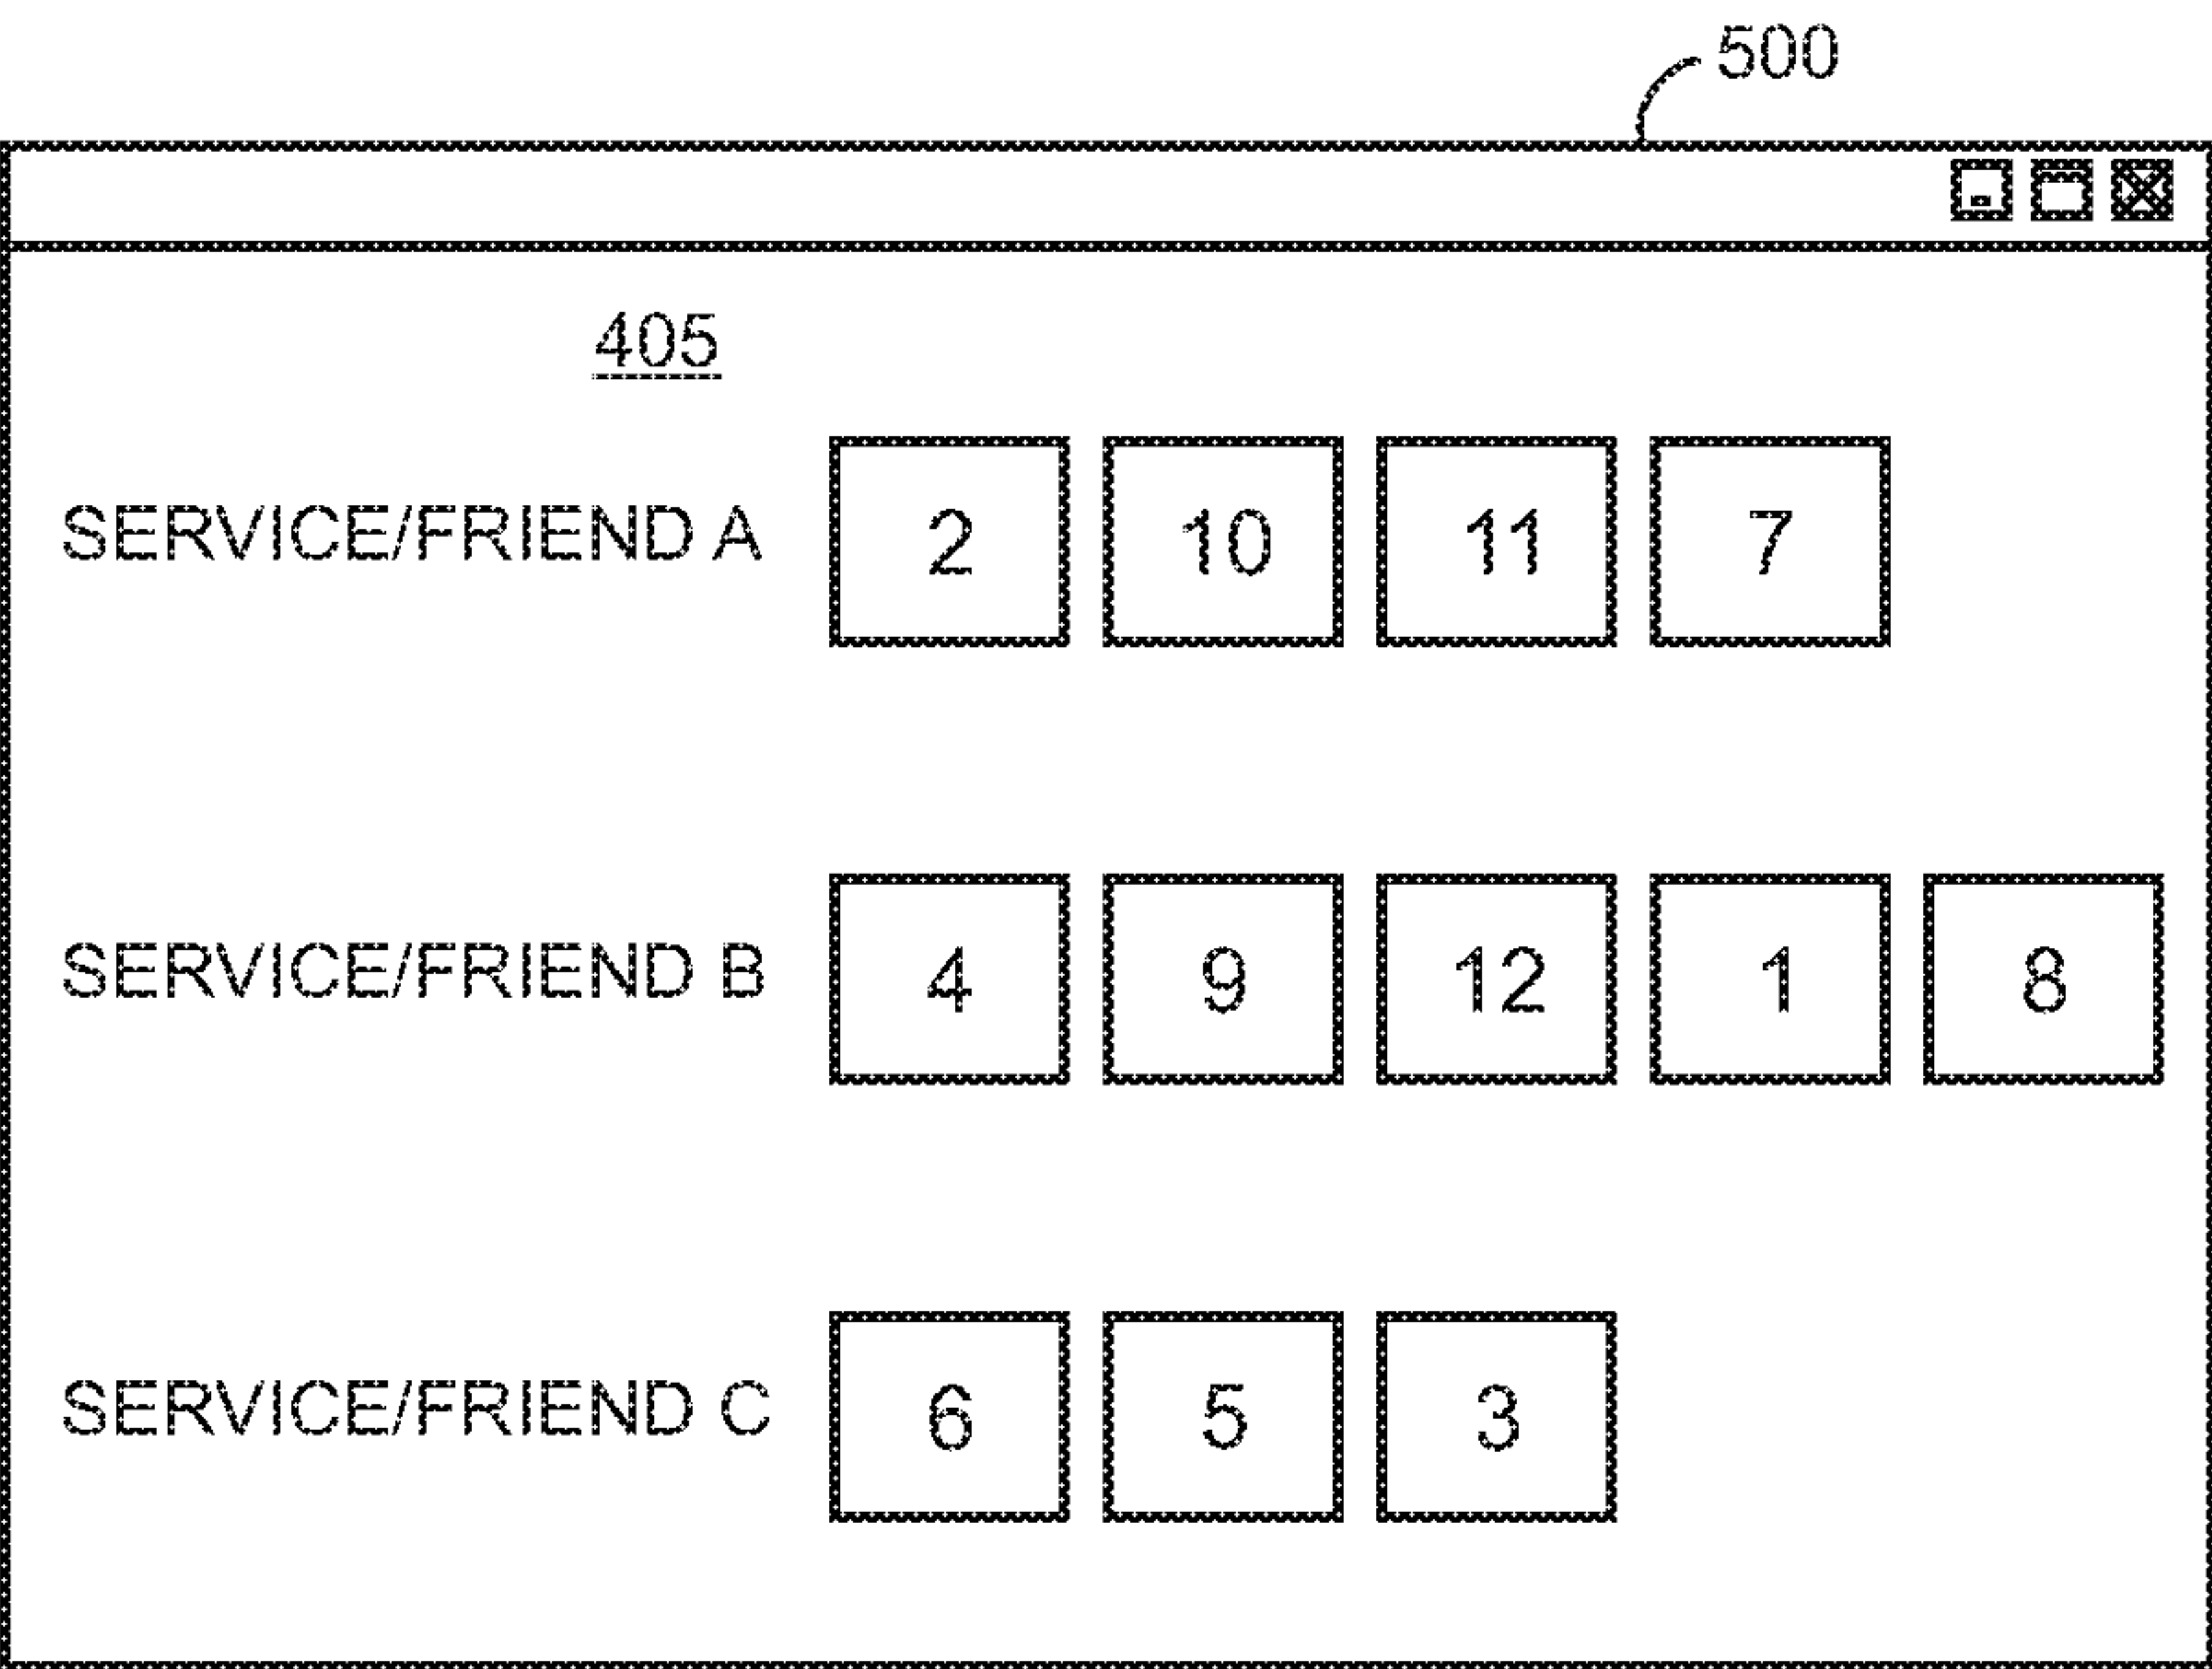 500
405
SERVICE/FRIEND A 2 10 11 7
SERVICE/FRIEND B 4 9 12 1 8
SERVICE/FRIEND C 6 5 3